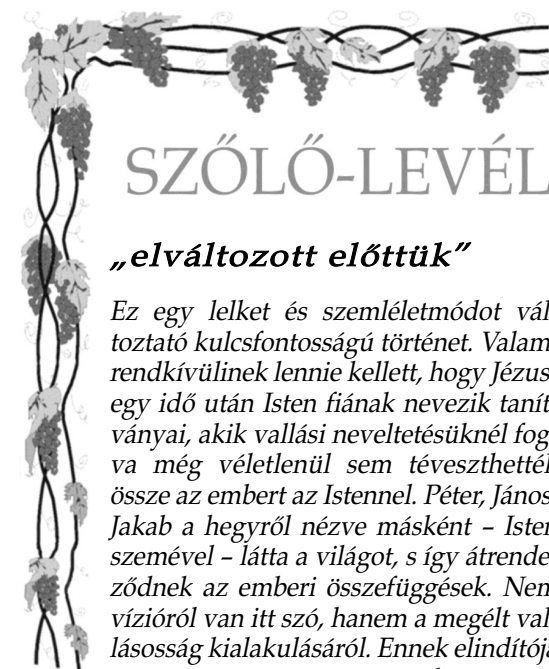 SZŐLŐ-LEVÉL
„elváltozott előttük”
Ez egy lelket és szemléletmódot vál
toztató kulcsfontosságú történet. Valam
rendkívülinek lennie kellett, hogy Jézus
egy idő után Isten fiának nevezik tanít
ványai, akik vallási neveltetésüknél fog
va még véletlenül sem téveszthetté
össze az embert az Istennel. Péter, János
Jakab a hegyről nézve másként – Iste
szemével – látta a világot, s így átrende
ződnek az emberi összefüggések. Nem
vízióról van itt szó, hanem a megélt val
lásosság kialakulásáról. Ennek elindítója